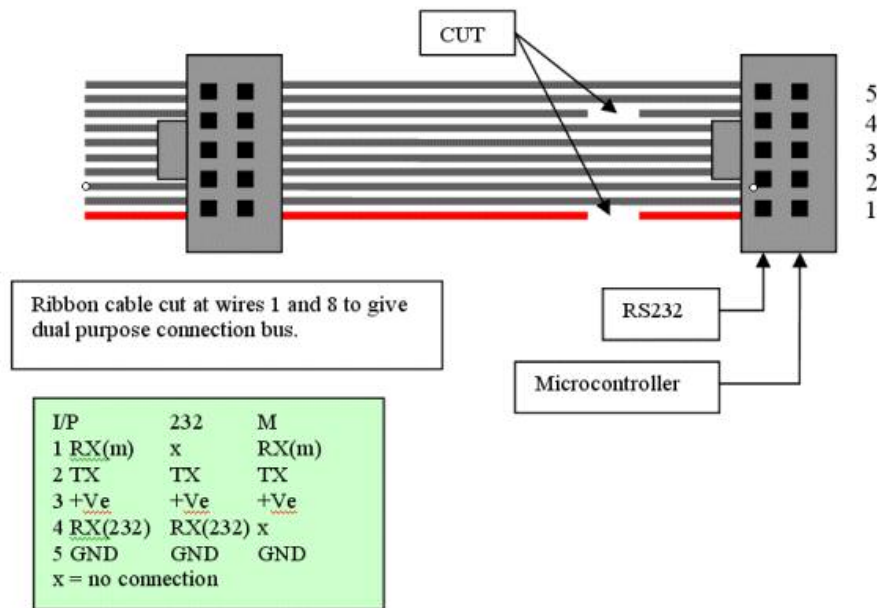 CUT
5
4
3
2
1
Ribbon cable cut at wires 1 and 8 to give
dual purpose connection bus.
RS232
Microcontroller
I/P 232 M
1 RX(m) x RX(m)
2 TX TX TX
3 +Ve +Ve +Ve
4 RX(232) RX(232) x
5 GND GND GND
x = no connection